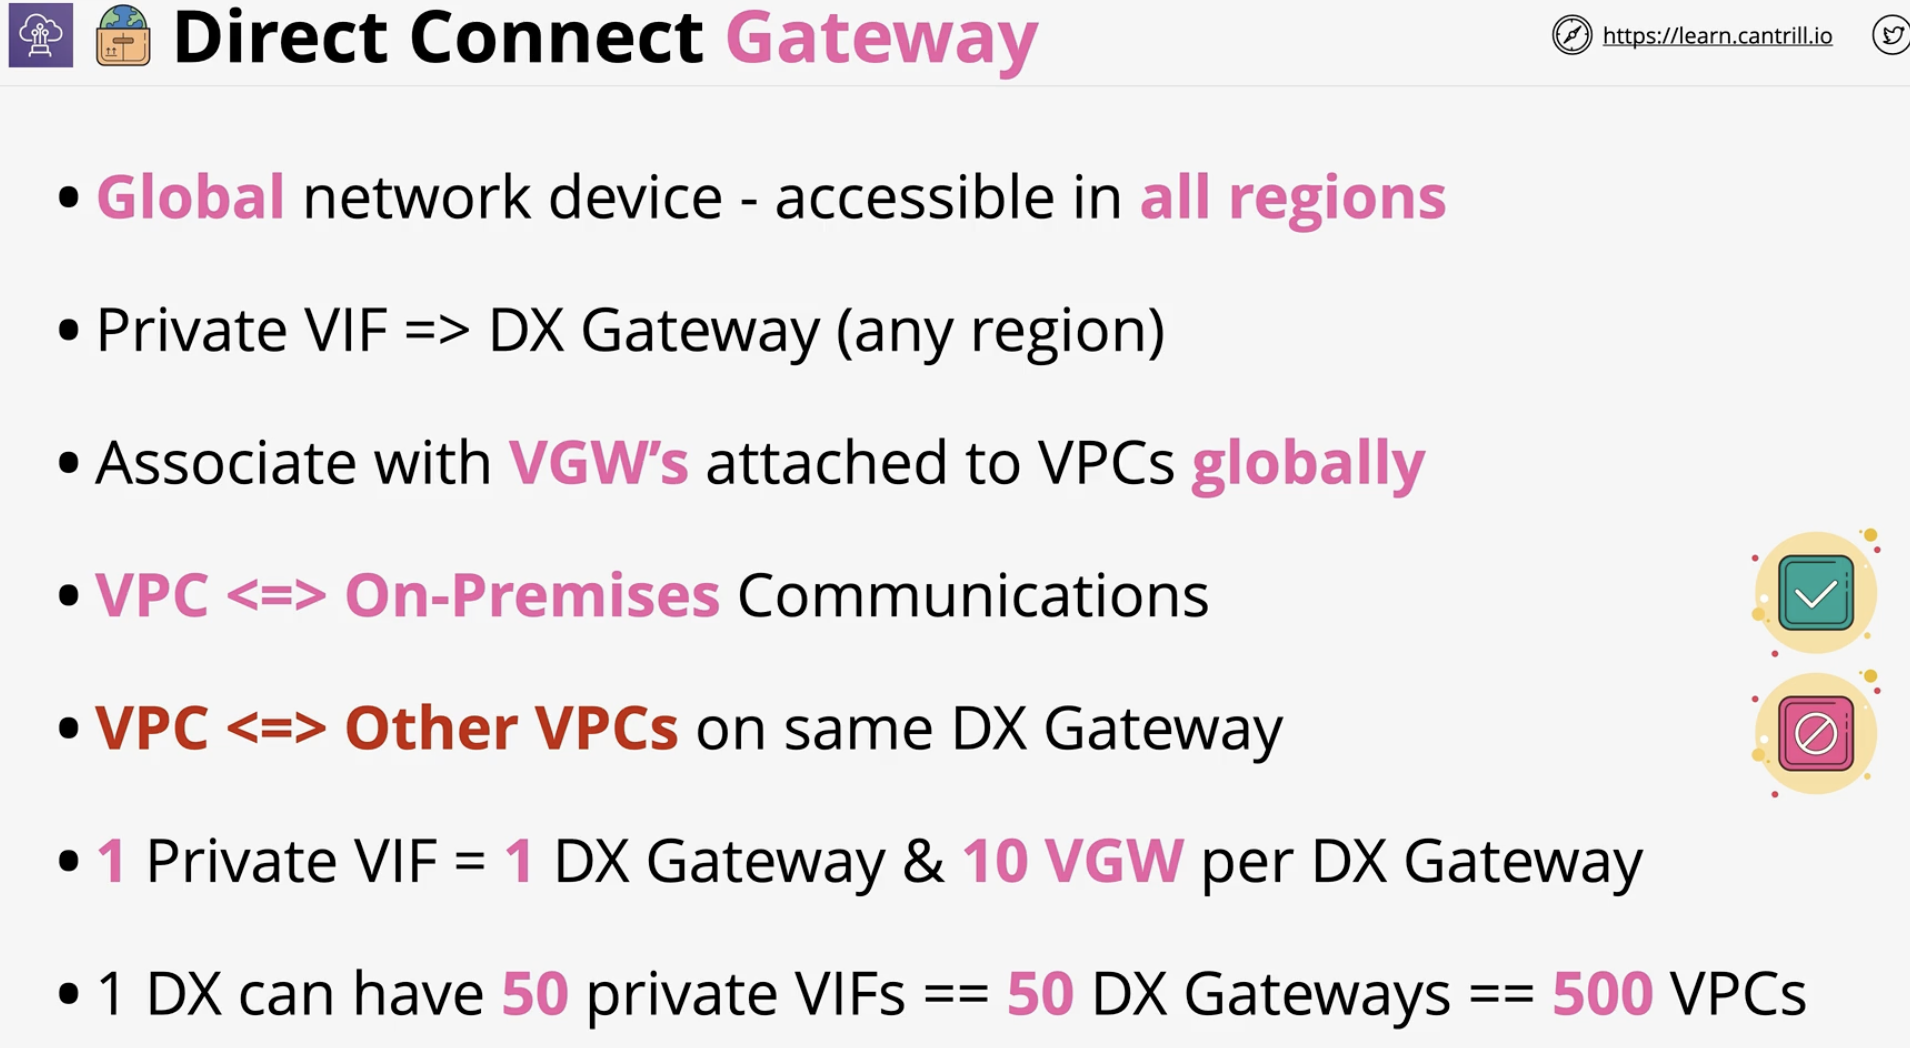 Direct Connect Gateway
https://learn.cantrill.io
• Global network device - accessible in all regions
• Private VIF => DX Gateway (any region)
• Associate with VGW’s attached to VPCs globally
• VPC <=> On-Premises Communications
• VPC <=> Other VPCs on same DX Gateway
• 1 Private VIF = 1 DX Gateway & 10 VGW per DX Gateway
• 1 DX can have 50 private VIFs == 50 DX Gateways == 500 VPCs